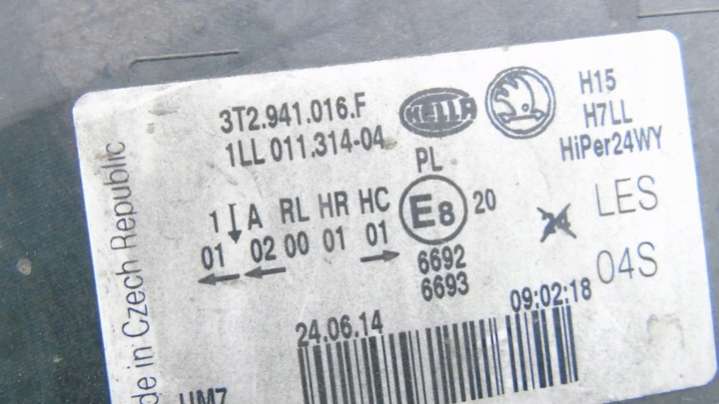 3T2.941.016.F
1LL 011.314-04
HELLA
H15
H7LL
HiPer24WY
PL
1 A RL HR HC
01 02 00 01 01
E8 20
6692
6693
LES
04S
24.06.14
09:02:18
de in Czech Republic